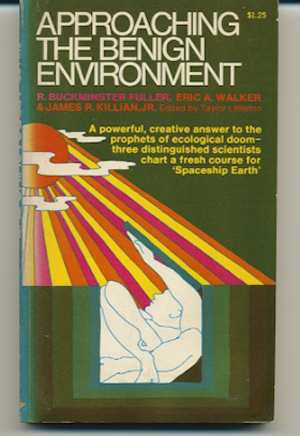 APPROACHING
THE BENIGN
ENVIRONMENT
$1.25
R. BUCKMINSTER FULLER, ERIC A. WALKER
& JAMES R. KILLIAN, JR. Edited by Taylor Littleton
A powerful, creative answer to the
prophets of ecological doom—
three distinguished scientists
chart a fresh course for
'Spaceship Earth'